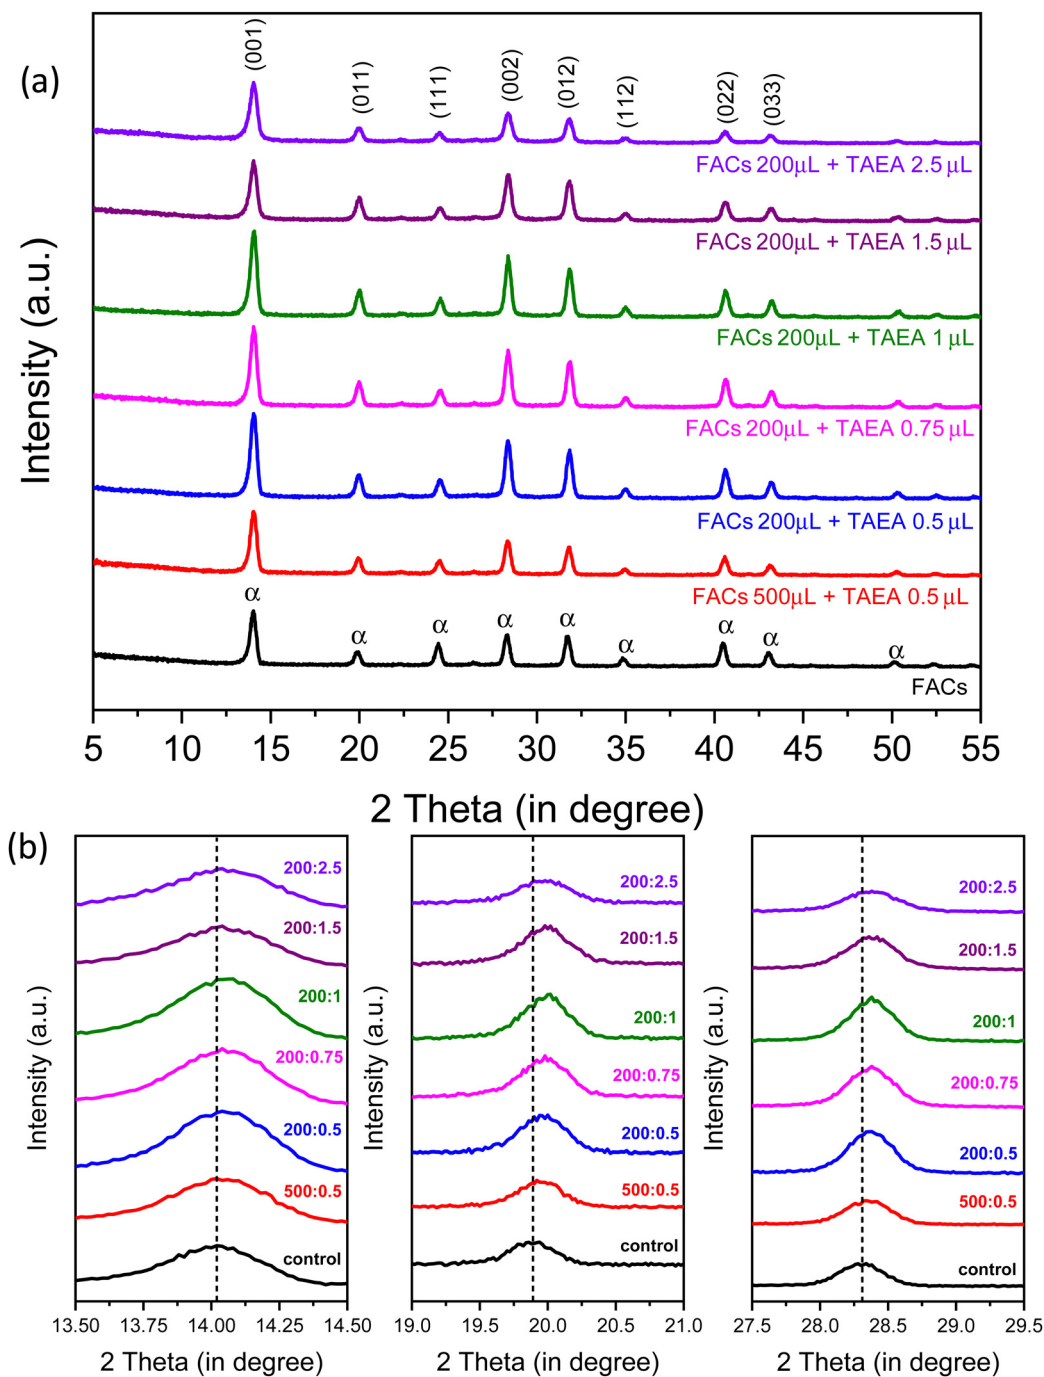 (a)
Intensity (a.u.)
(001)
(011)
(111)
(002)
(012)
(112)
(022)
(033)
FACs 200μL + TAEA 2.5 μL
FACs 200μL + TAEA 1.5 μL
FACs 200μL + TAEA 1 μL
FACs 200μL + TAEA 0.75 μL
FACs 200μL + TAEA 0.5 μL
FACs 500μL + TAEA 0.5 μL
α α α α α α α α α
FACs
5 10 15 20 25 30 35 40 45 50 55
2 Theta (in degree)
(b)
Intensity (a.u.)
200:2.5
200:1.5
200:1
200:0.75
200:0.5
500:0.5
control
13.50 13.75 14.00 14.25 14.50
2 Theta (in degree)
Intensity (a.u.)
200:2.5
200:1.5
200:1
200:0.75
200:0.5
500:0.5
control
19.0 19.5 20.0 20.5 21.0
2 Theta (in degree)
Intensity (a.u.)
200:2.5
200:1.5
200:1
200:0.75
200:0.5
500:0.5
control
27.5 28.0 28.5 29.0 29.5
2 Theta (in degree)